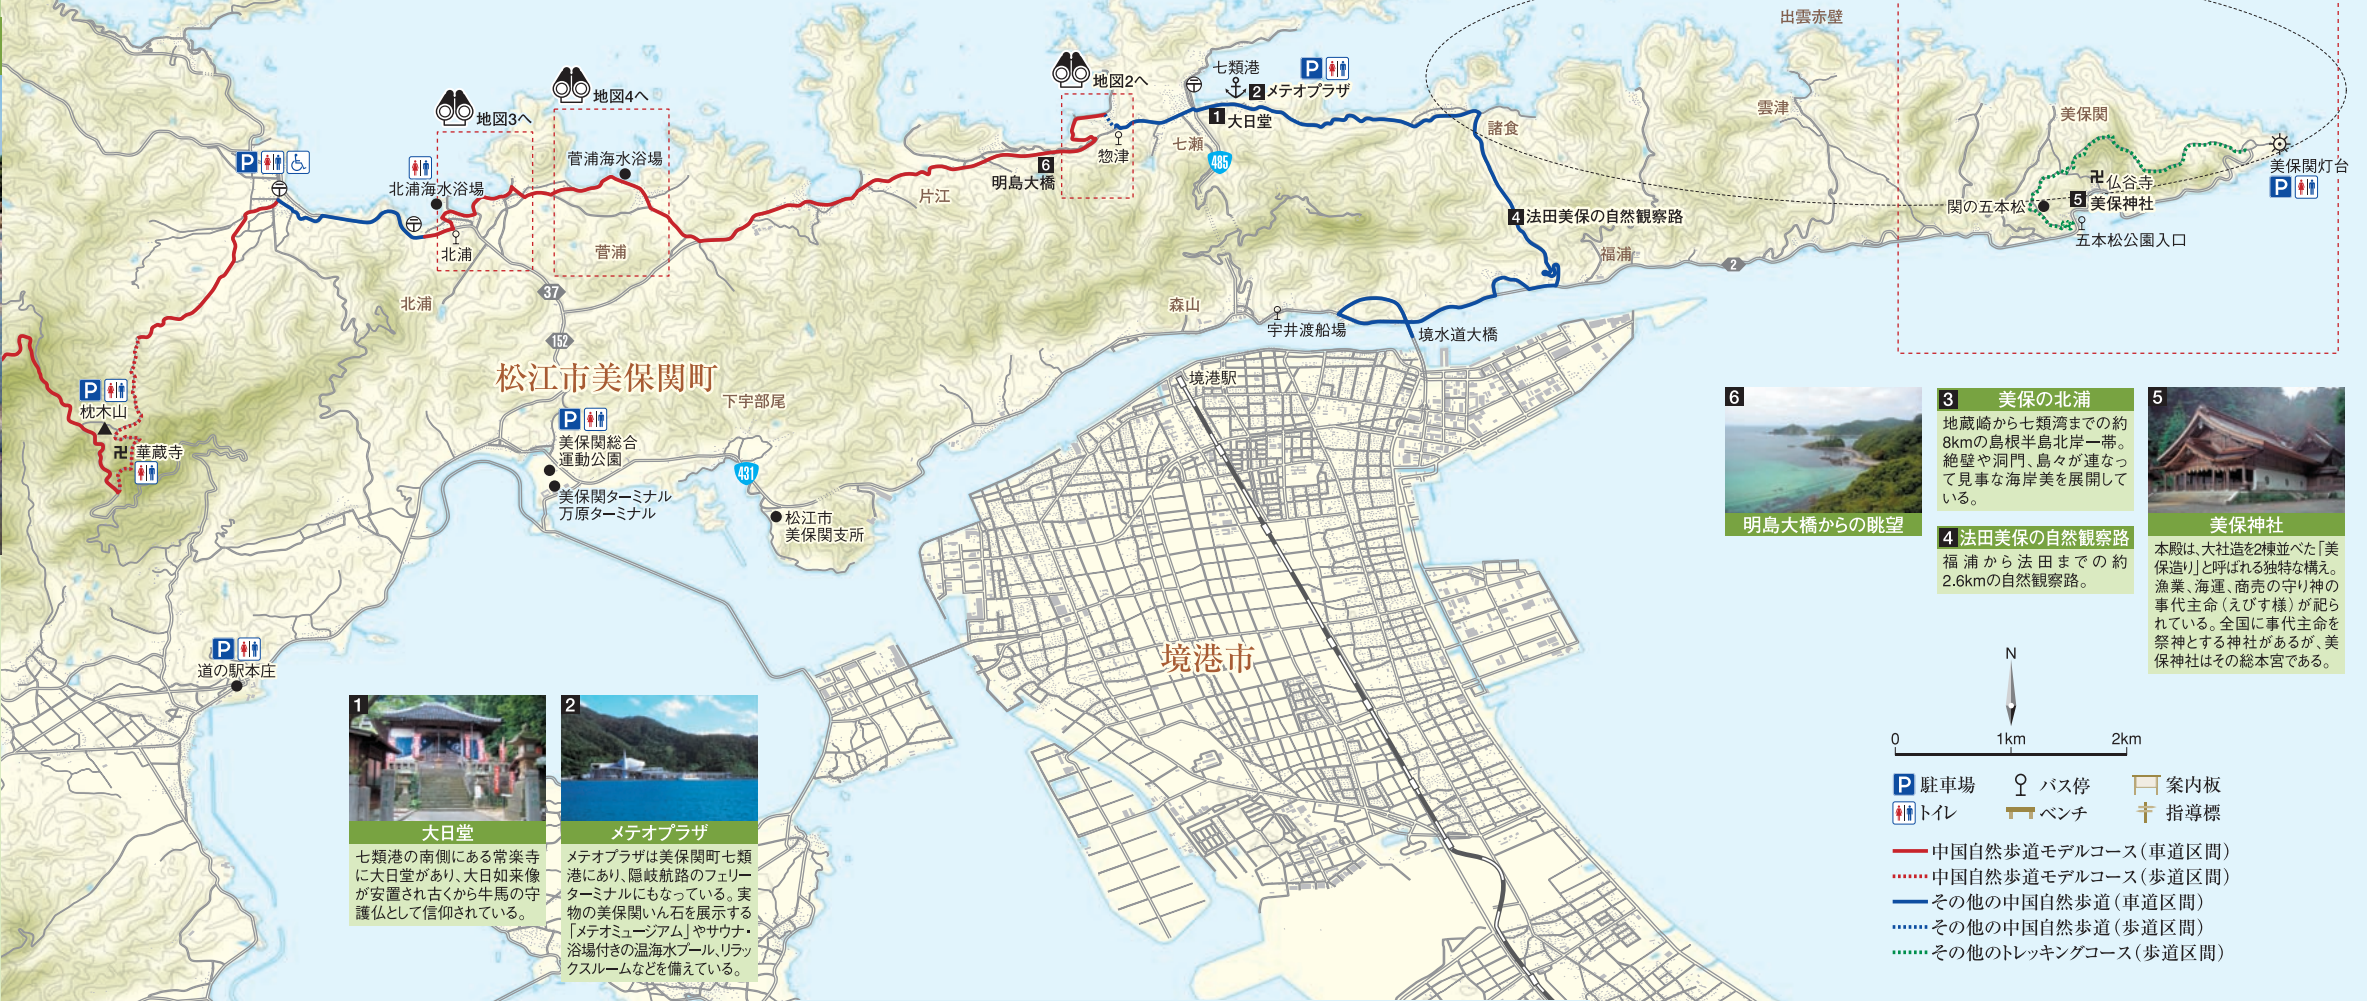 出雲赤壁
地図3へ
地図4へ
地図2へ
七類港
2 メテオプラザ
1 大日堂
七瀬
485
諸食
雲津
美保関
美保関灯台
P
仏谷寺
5 美保神社
関の五本松
五本松公園入口
P
北浦海水浴場
菅浦海水浴場
6
明島大橋
惣津
片江
北浦
菅浦
北浦
37
152
4 法田美保の自然観察路
福浦
2
森山
宇井渡船場
境水道大橋
境港駅
松江市美保関町
下宇部尾
P
枕木山
卍 華蔵寺
P
美保関総合
運動公園
美保関ターミナル
万原ターミナル
431
松江市
美保関支所
P
道の駅本庄
境港市
1
大日堂
七類港の南側にある常楽寺
に大日堂があり、大日如来像
が安置され古くから牛馬の守
護仏として信仰されている。
2
メテオプラザ
メテオプラザは美保関町七類
港にあり、隠岐航路のフェリー
ターミナルにもなっている。実
物の美保関いん石を展示する
「メテオミュージアム」やサウナ・
浴場付きの温海水プール、リラッ
クスルームなどを備えている。
6
明島大橋からの眺望
3 美保の北浦
地蔵崎から七類湾までの約
8kmの島根半島北岸一帯。
絶壁や洞門、島々が連なっ
て見事な海岸美を展開して
いる。
4 法田美保の自然観察路
福浦から法田までの約
2.6kmの自然観察路。
5
美保神社
本殿は、大社造を2棟並べた「美
保造り」と呼ばれる独特な構え。
漁業、海運、商売の守り神の
事代主命(えびす様)が祀ら
れている。全国に事代主命を
祭神とする神社があるが、美
保神社はその総本宮である。
N
0 1km 2km
P 駐車場 バス停 案内板
トイレ ベンチ 指導標
中国自然歩道モデルコース(車道区間)
中国自然歩道モデルコース(歩道区間)
その他の中国自然歩道(車道区間)
その他の中国自然歩道(歩道区間)
その他のトレッキングコース(歩道区間)